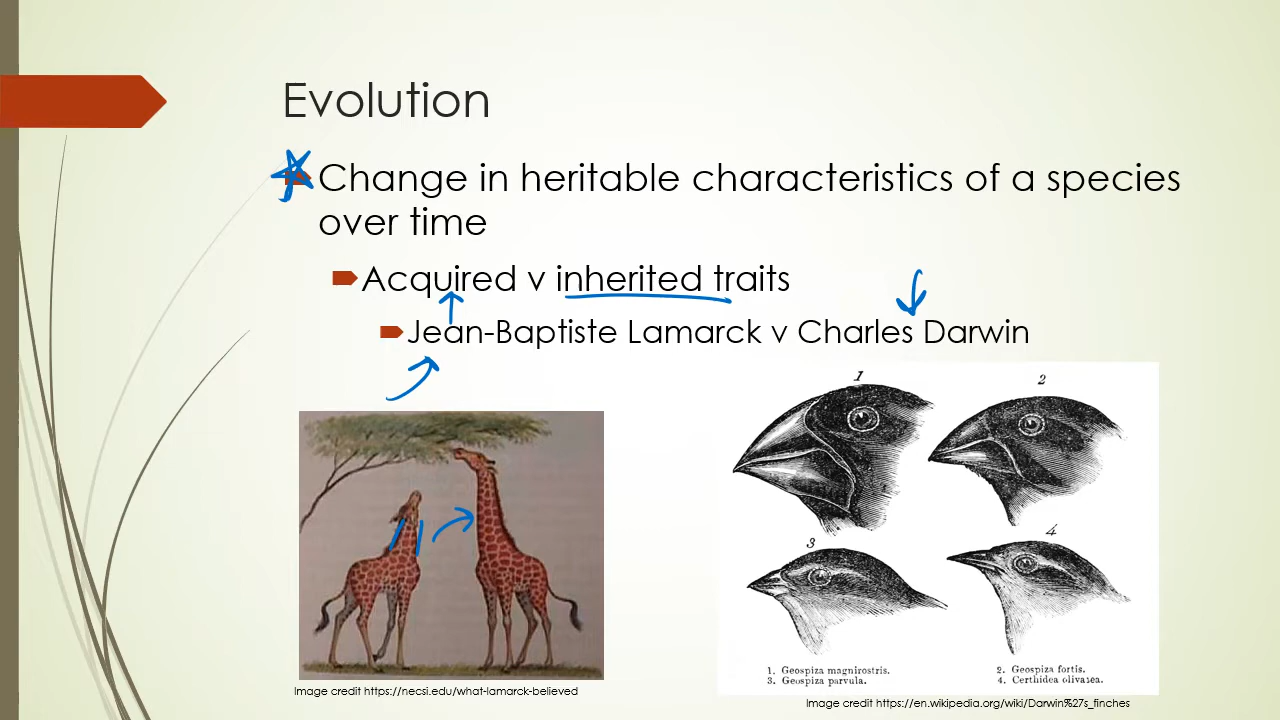 Evolution
Change in heritable characteristics of a species
over time
Acquired v inherited traits
Jean-Baptiste Lamarck v Charles Darwin
1
2
3
4
1. Geospiza magnirostris.
2. Geospiza fortis.
3. Geospiza parvula.
4. Certhidea olivasea.
Image credit https://necsi.edu/what-lamarck-believed
Image credit https://en.wikipedia.org/wiki/Darwin%27s_finches